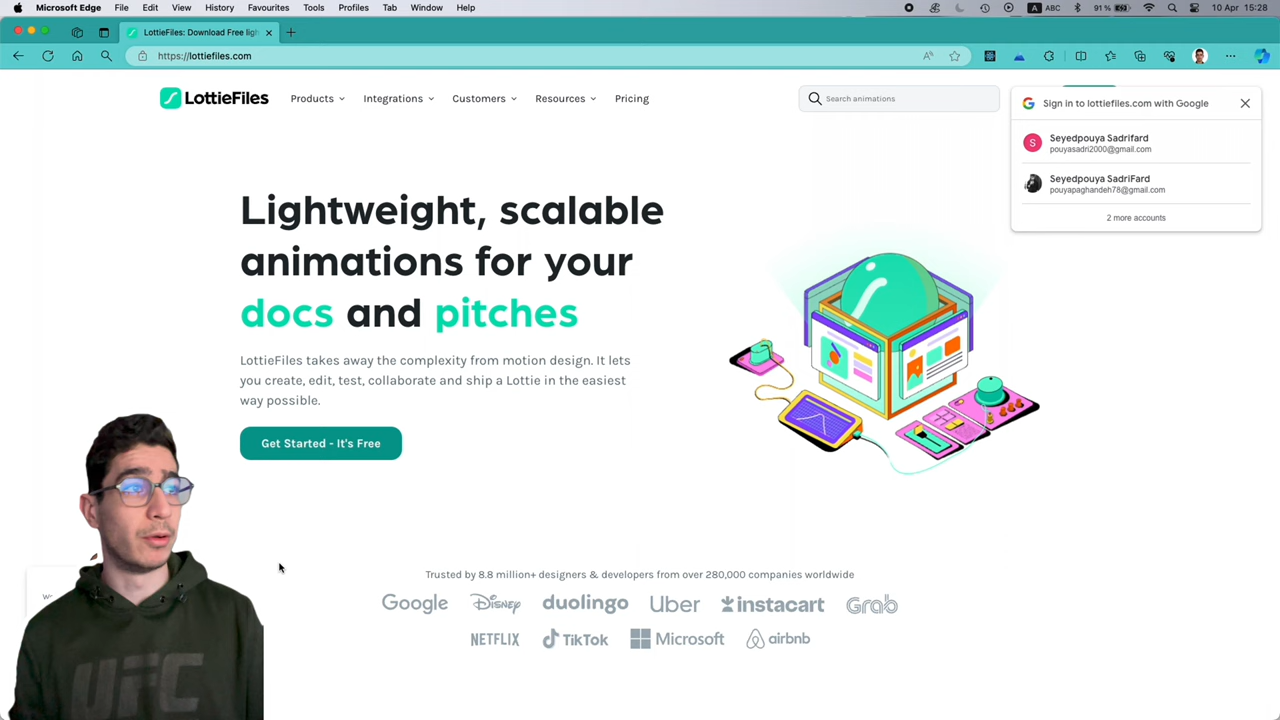 Microsoft Edge File Edit View History Favourites Tools Profiles Tab Window Help
A ABC 91% 10 Apr 15:28
LottieFiles: Download Free ligh
https://lottiefiles.com
LottieFiles
Products Integrations Customers Resources Pricing
Search animations
Sign in to lottiefiles.com with Google
S
Seyedpouya Sadrifard
pouyasadri2000@gmail.com
Seyedpouya SadriFard
pouyapaghandeh78@gmail.com
2 more accounts
Lightweight, scalable
animations for your
docs and pitches
LottieFiles takes away the complexity from motion design. It lets
you create, edit, test, collaborate and ship a Lottie in the easiest
way possible.
Get Started - It's Free
Trusted by 8.8 million+ designers & developers from over 280,000 companies worldwide
Google Disney duolingo Uber instacart Grab
NETFLIX TikTok Microsoft airbnb
UFC